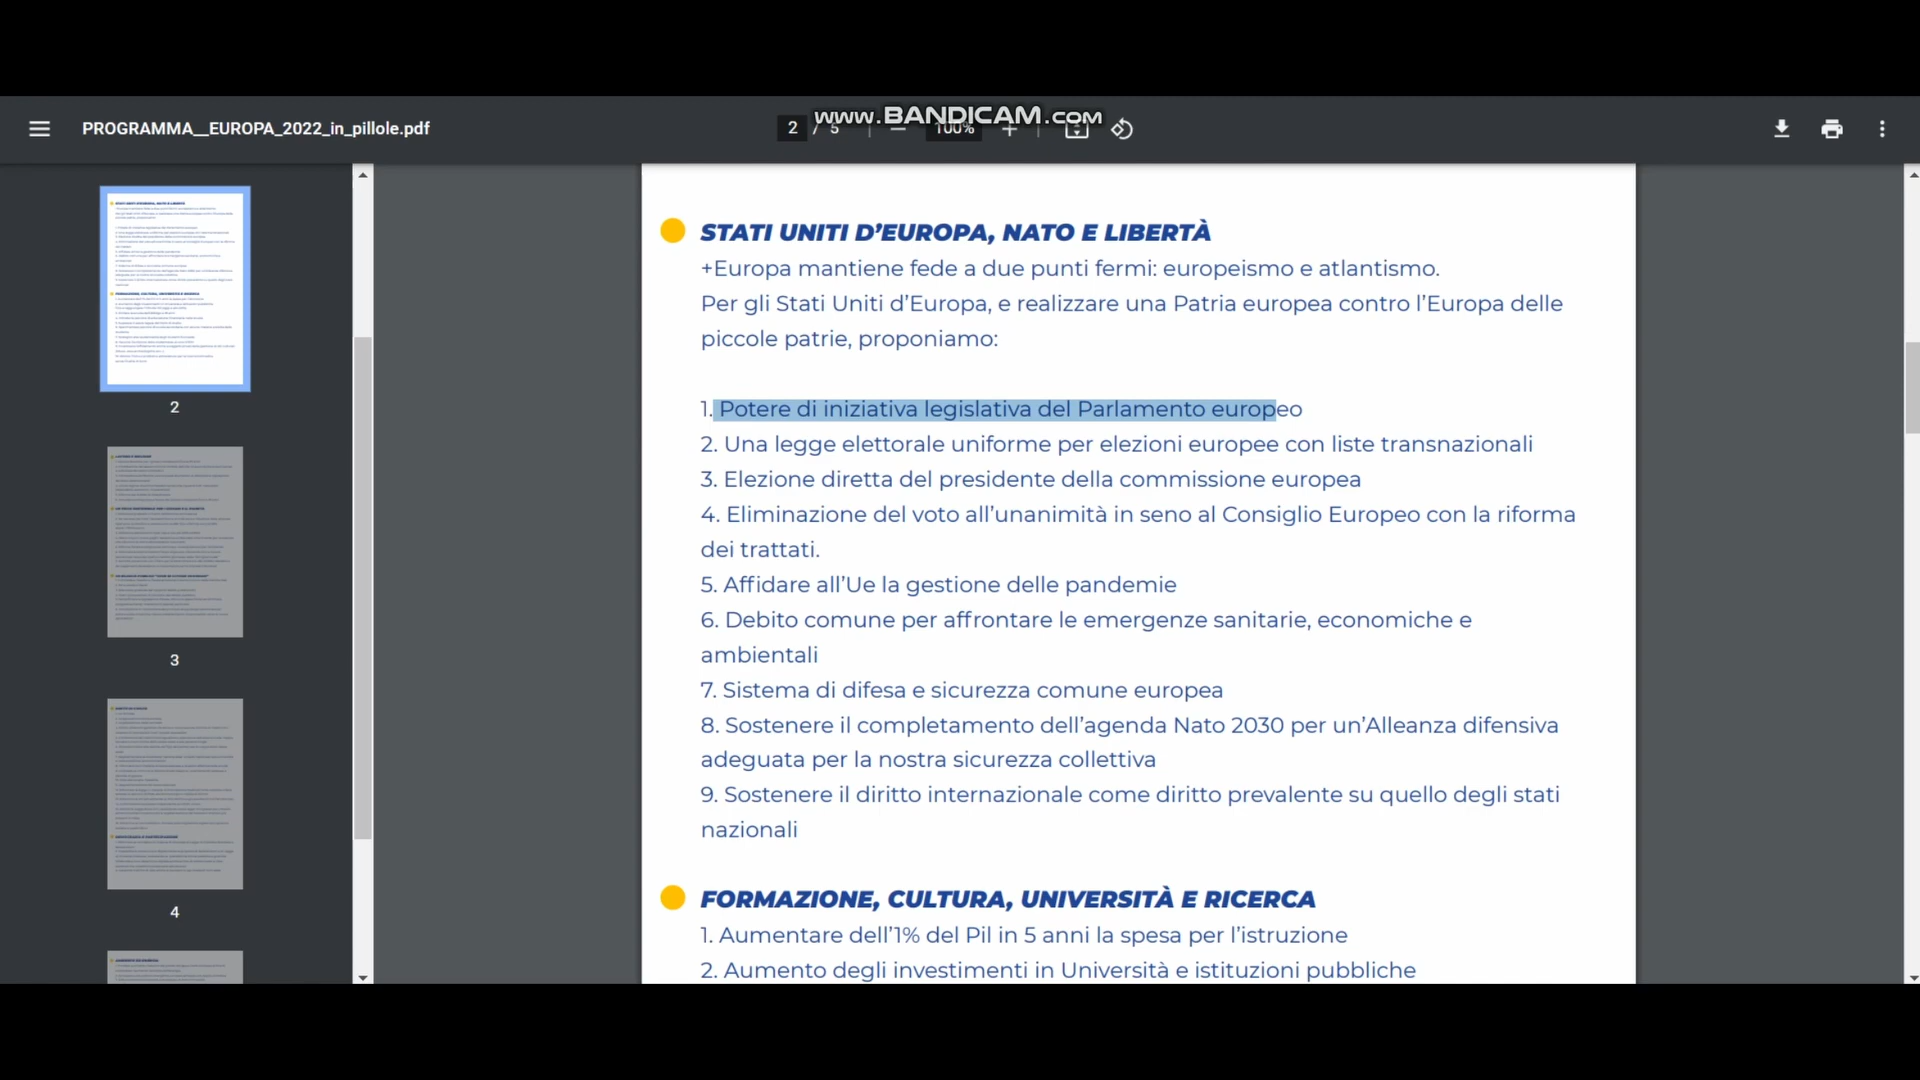 www.BANDICAM.com
PROGRAMMA__EUROPA_2022_in_pillole.pdf
2 / 5
100%
STATI UNITI D’EUROPA, NATO E LIBERTÀ
+Europa mantiene fede a due punti fermi: europeismo e atlantismo.
Per gli Stati Uniti d’Europa, e realizzare una Patria europea contro l’Europa delle
piccole patrie, proponiamo:
1. Potere di iniziativa legislativa del Parlamento europeo
2. Una legge elettorale uniforme per elezioni europee con liste transnazionali
3. Elezione diretta del presidente della commissione europea
4. Eliminazione del voto all’unanimità in seno al Consiglio Europeo con la riforma
dei trattati.
5. Affidare all’Ue la gestione delle pandemie
6. Debito comune per affrontare le emergenze sanitarie, economiche e
ambientali
7. Sistema di difesa e sicurezza comune europea
8. Sostenere il completamento dell’agenda Nato 2030 per un’Alleanza difensiva
adeguata per la nostra sicurezza collettiva
9. Sostenere il diritto internazionale come diritto prevalente su quello degli stati
nazionali
FORMAZIONE, CULTURA, UNIVERSITÀ E RICERCA
1. Aumentare dell’1% del Pil in 5 anni la spesa per l’istruzione
2. Aumento degli investimenti in Università e istituzioni pubbliche
2
3
4